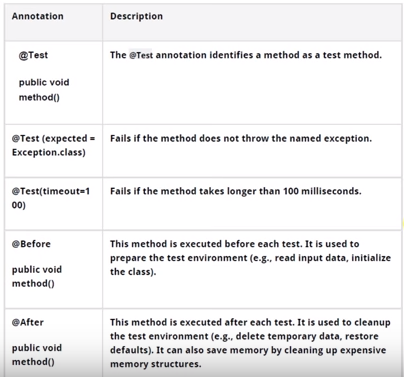 Annotation Description
@Test
public void
method()
The @Test annotation identifies a method as a test method.
@Test (expected =
Exception.class)
Fails if the method does not throw the named exception.
@Test(timeout=1
00)
Fails if the method takes longer than 100 milliseconds.
@Before
public void
method()
This method is executed before each test. It is used to
prepare the test environment (e.g., read input data, initialize
the class).
@After
public void
method()
This method is executed after each test. It is used to cleanup
the test environment (e.g., delete temporary data, restore
defaults). It can also save memory by cleaning up expensive
memory structures.